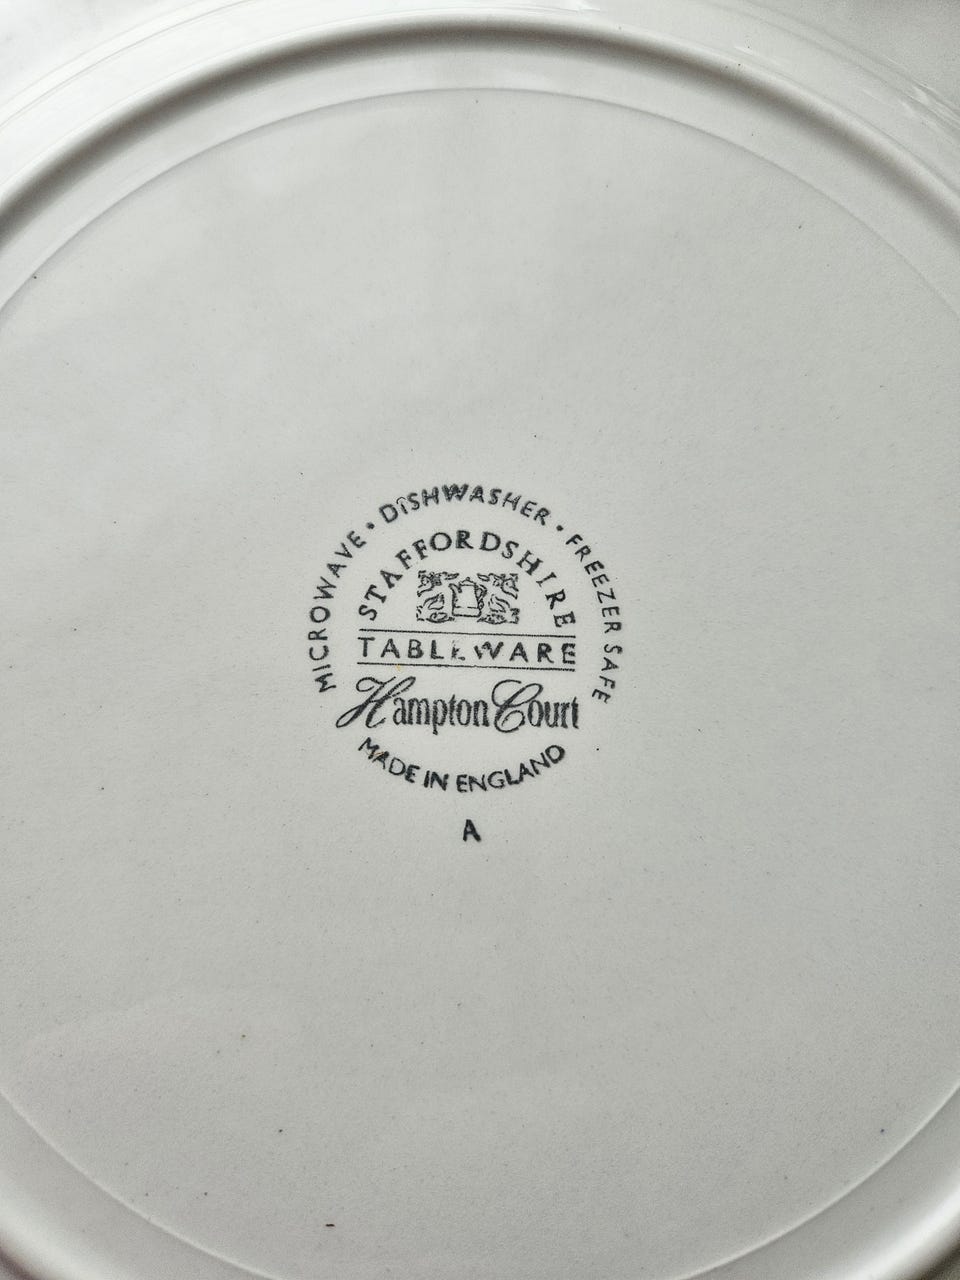 MICROWAVE • DISHWASHER • FREEZER SAFE
STAFFORDSHIRE
TABLEWARE
Hampton Court
MADE IN ENGLAND
A